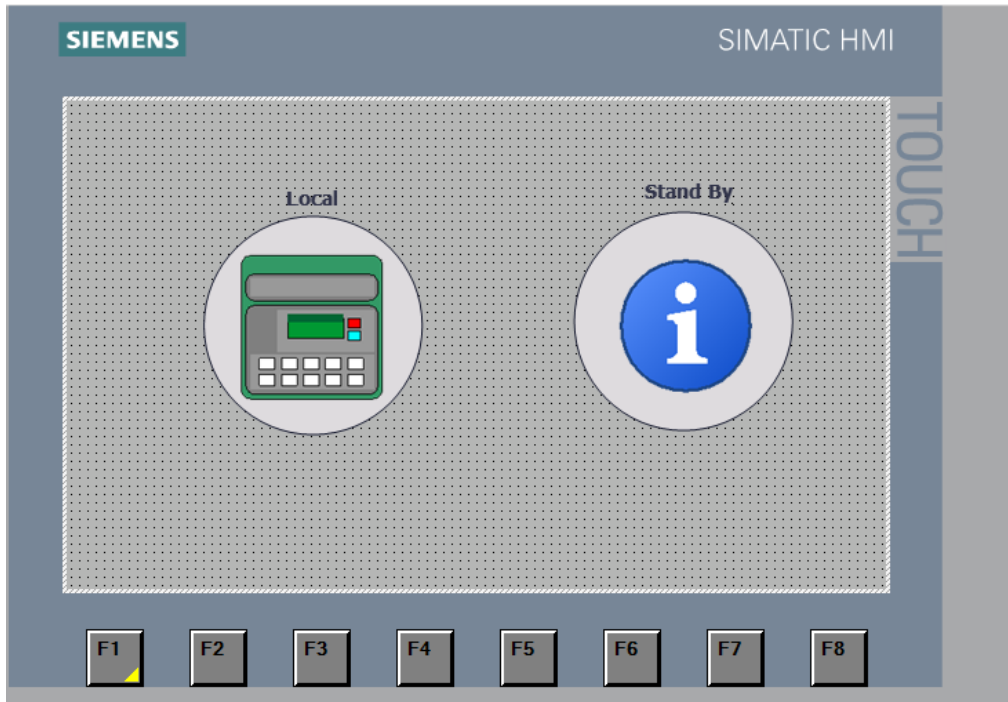 SIEMENS
SIMATIC HMI
TOUCH
Local
Stand By
F1
F2
F3
F4
F5
F6
F7
F8